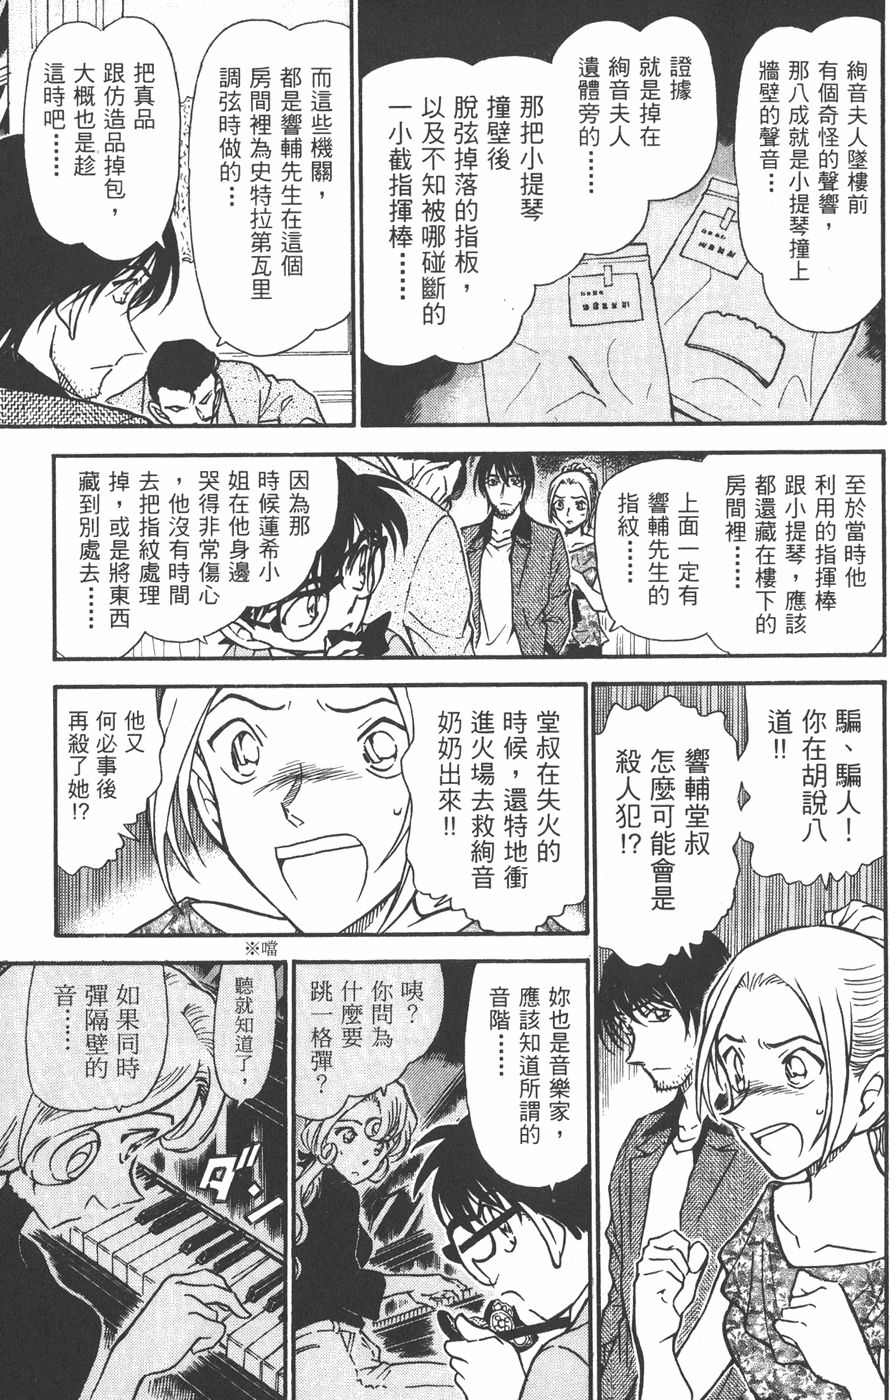 絢音夫人墜樓前
有個奇怪的聲響，
那八成就是小提琴撞上
牆壁的聲音…
證據
就是掉在
絢音夫人
遺體旁的…
那把小提琴
撞壁後
脫弦掉落的指板，
以及不知被哪碰斷的
一小截指揮棒……
而這些機關，
都是響輔先生在這個
房間裡為史特拉第瓦里
調弦時做的…
把真品
跟仿造品掉包，
大概也是趁
這時吧……
至於當時他
利用的指揮棒
跟小提琴，應該
都還藏在樓下的
房間裡…
上面一定有
響輔先生的
指紋……
因為那
時候蓮希小
姐在他身邊
哭得非常傷心
，他沒有時間
去把指紋處理
掉，或是將東西
藏到別處去……
騙、騙人！
你在胡說八
道!!
響輔堂叔
怎麼可能會是
殺人犯!?
堂叔在失火的
時候，還特地衝
進火場去救絢音
奶奶出來!!
他又
何必事後
再殺了她!?
妳也是音樂家，
應該知道所謂的
音階……
咦？
你問為
什麼要
跳一格彈？
※噹
聽就知道了，
如果同時
彈隔壁的
音……
ダーン